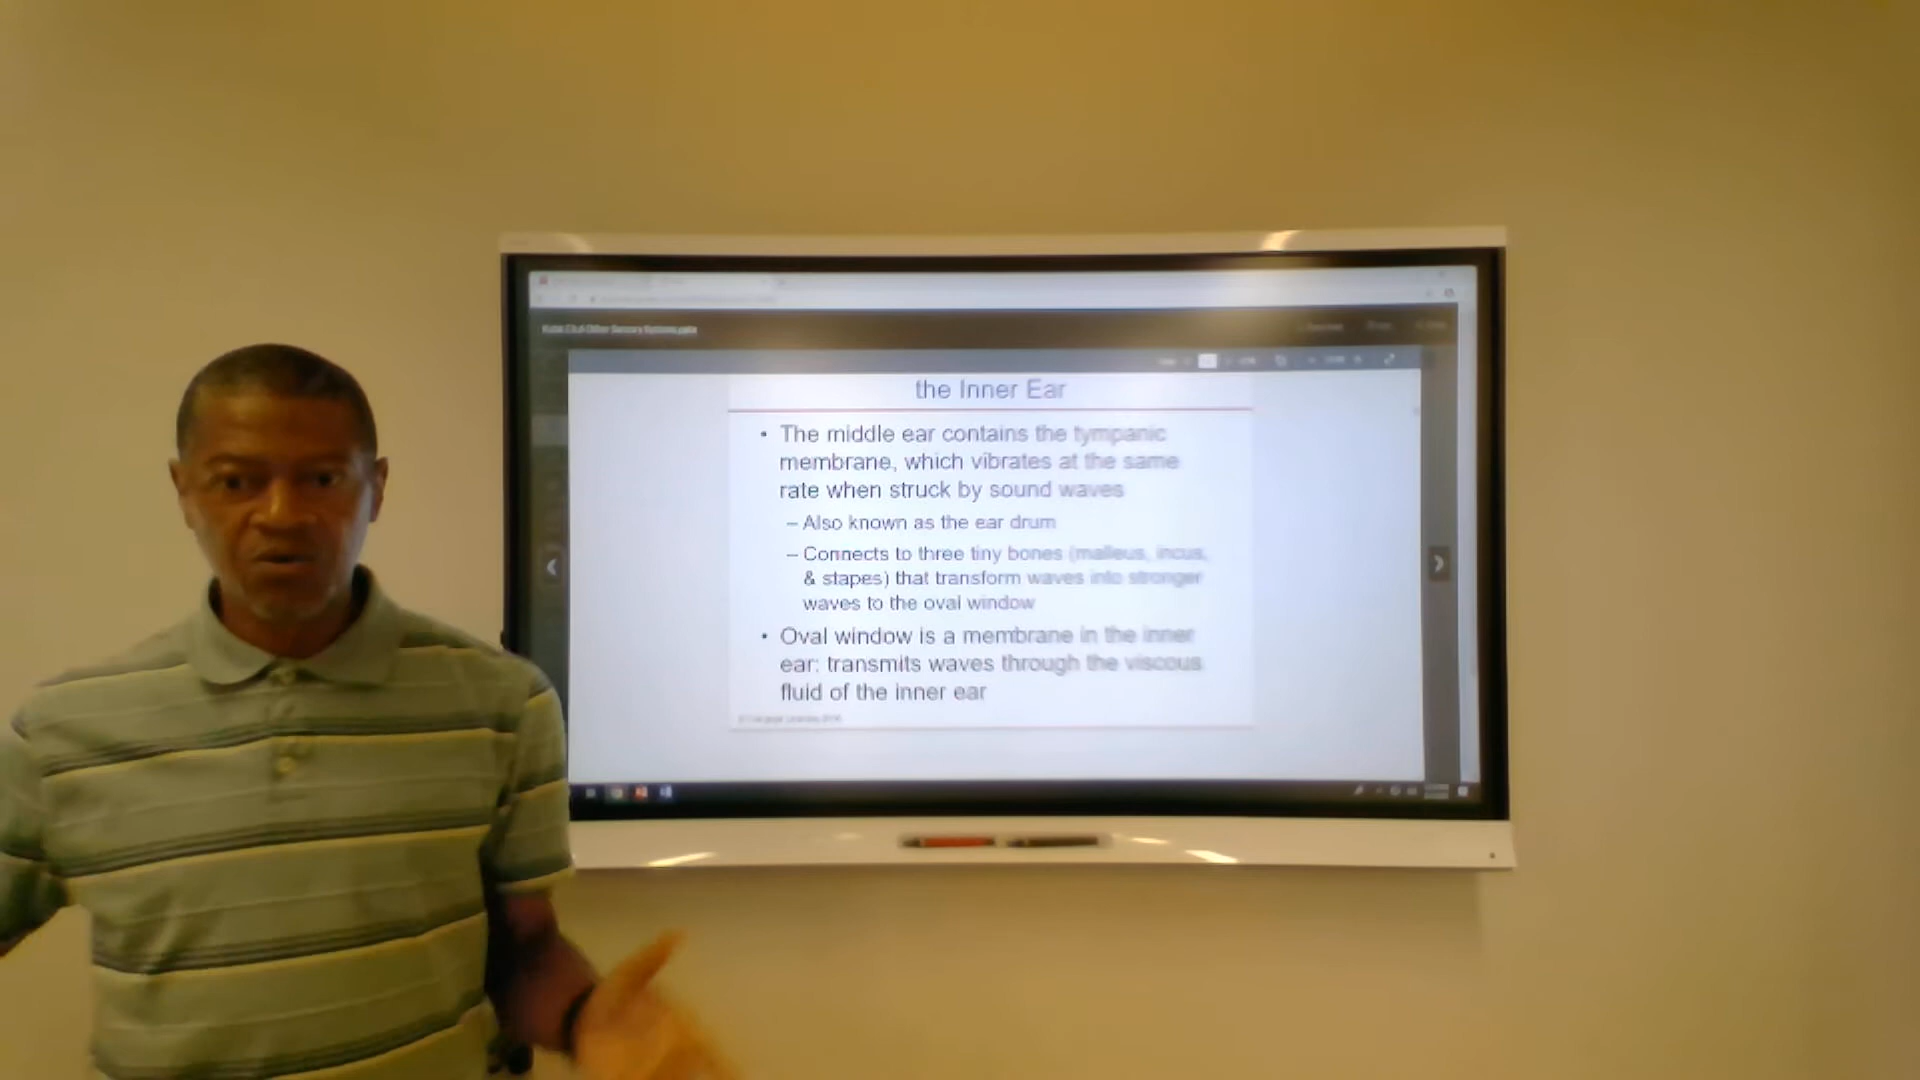 the Inner Ear
• The middle ear contains the tympanic
membrane, which vibrates at the same
rate when struck by sound waves
– Also known as the ear drum
– Connects to three tiny bones (malleus, incus,
& stapes) that transform waves into stronger
waves to the oval window
• Oval window is a membrane in the inner
ear: transmits waves through the viscous
fluid of the inner ear